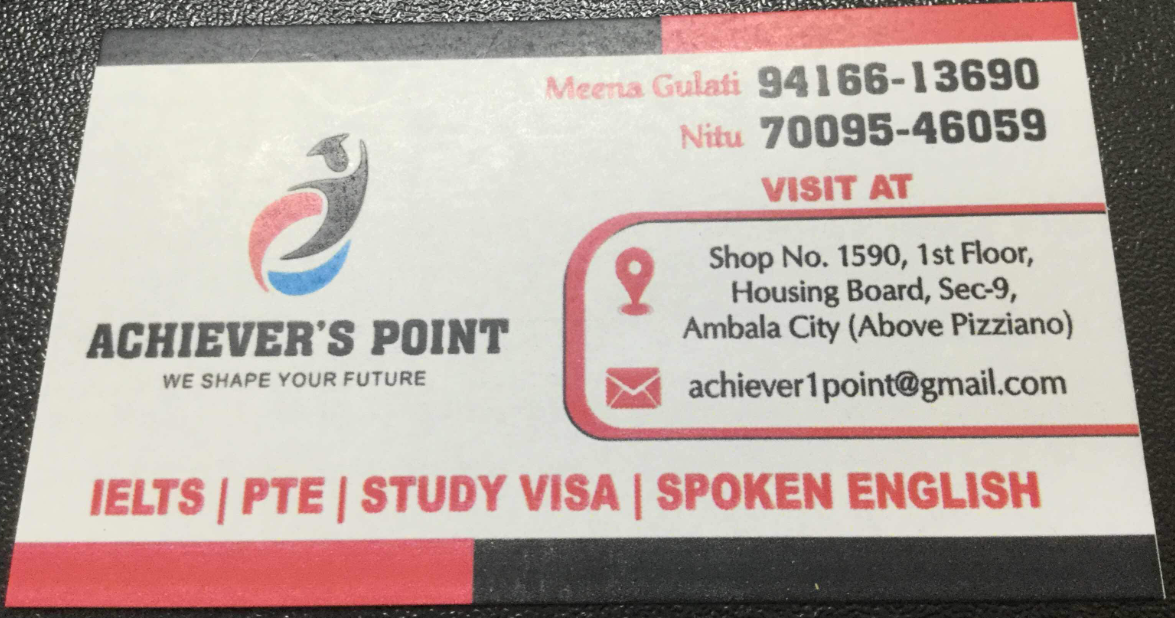 Meena Gulati 94166-13690
Nitu 70095-46059
VISIT AT
Shop No. 1590, 1st Floor,
Housing Board, Sec-9,
Ambala City (Above Pizziano)
achiever1point@gmail.com
ACHIEVER'S POINT
WE SHAPE YOUR FUTURE
IELTS | PTE | STUDY VISA | SPOKEN ENGLISH